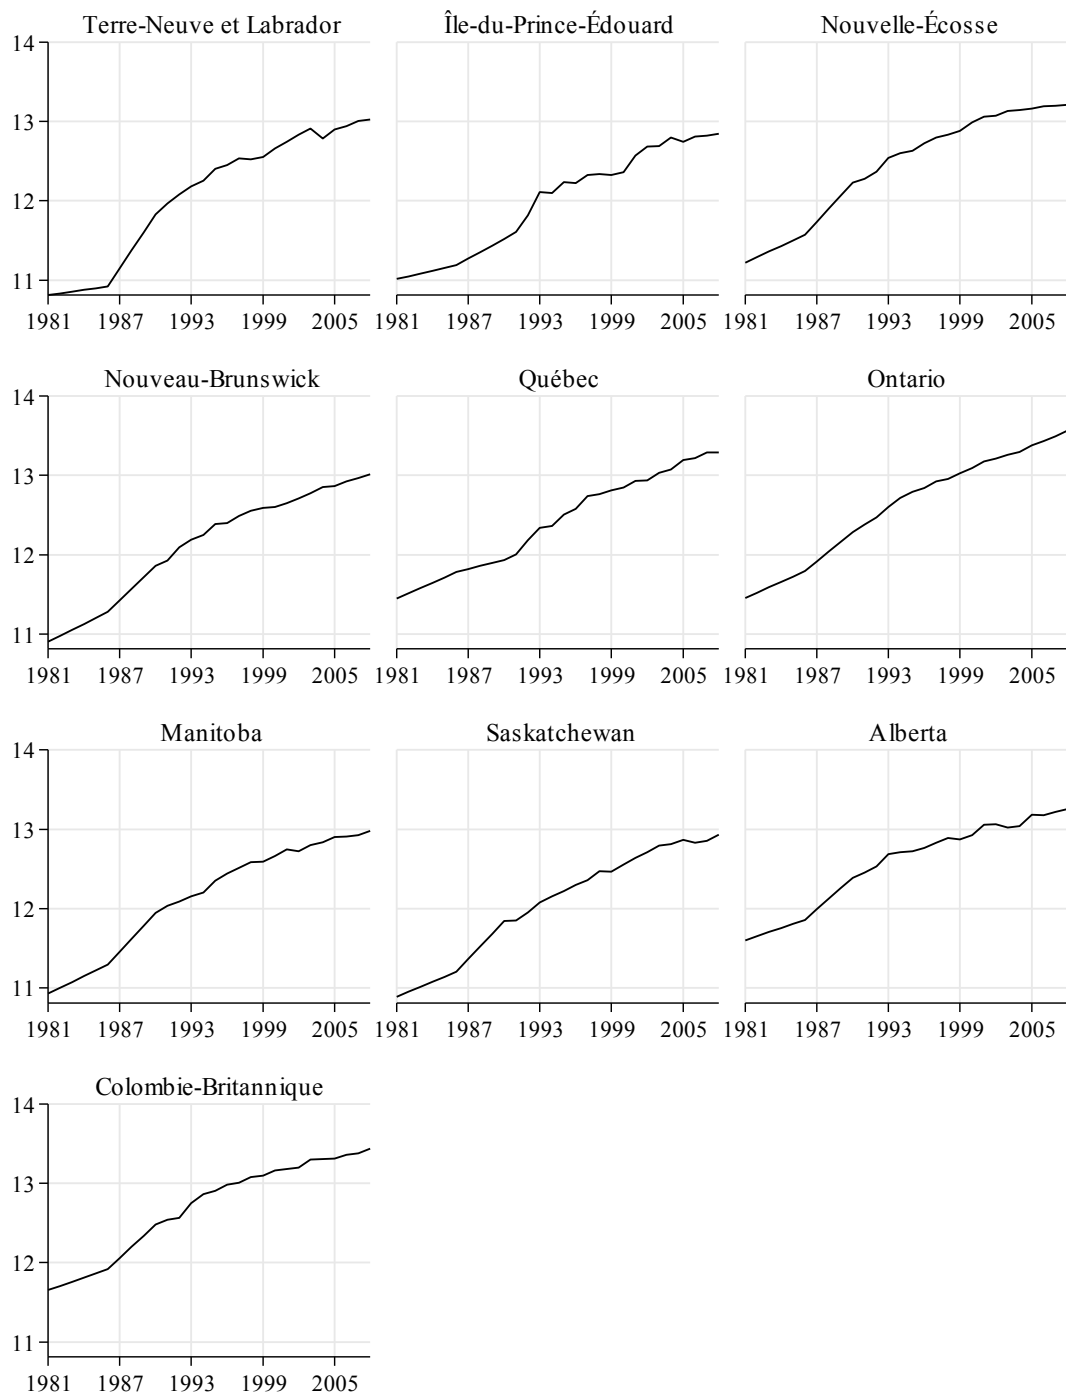 Terre-Neuve et Labrador Île-du-Prince-Édouard Nouvelle-Écosse
14
13
12
11
1981 1987 1993 1999 2005 1981 1987 1993 1999 2005 1981 1987 1993 1999 2005
Nouveau-Brunswick Québec Ontario
14
13
12
11
1981 1987 1993 1999 2005 1981 1987 1993 1999 2005 1981 1987 1993 1999 2005
Manitoba Saskatchewan Alberta
14
13
12
11
1981 1987 1993 1999 2005 1981 1987 1993 1999 2005 1981 1987 1993 1999 2005
Colombie-Britannique
14
13
12
11
1981 1987 1993 1999 2005